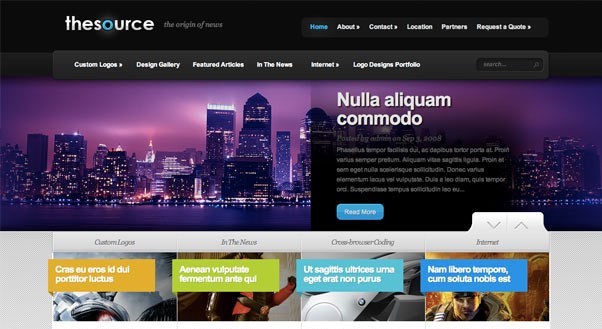 thesource the origin of news
Home About » Contact » Location Partners Request a Quote »
Custom Logos » Design Gallery Featured Articles In The News Internet » Logo Designs Portfolio search...
Nulla aliquam
commodo
Posted by admin on Sep 3, 2008
Phasellus tempor facilisis dui, ac dapibus tortor porta at. Proin
varius semper pretium. Aliquam vitae sagittis ligula. Proin et
sem eget nulla scelerisque sollicitudin. Donec varius
elementum lacus vel vulputate. Duis a leo diam, quis tempor
orci. Suspendisse tempus sollicitudin leo eu...
Read More
Custom Logos In The News Cross-browser Coding Internet
Cras eu eros id dui
porttitor luctus
Aenean vulputate
fermentum ante qui
Ut sagittis ultrices urna
eget erat non purus
Nam libero tempore,
cum soluta nobis est